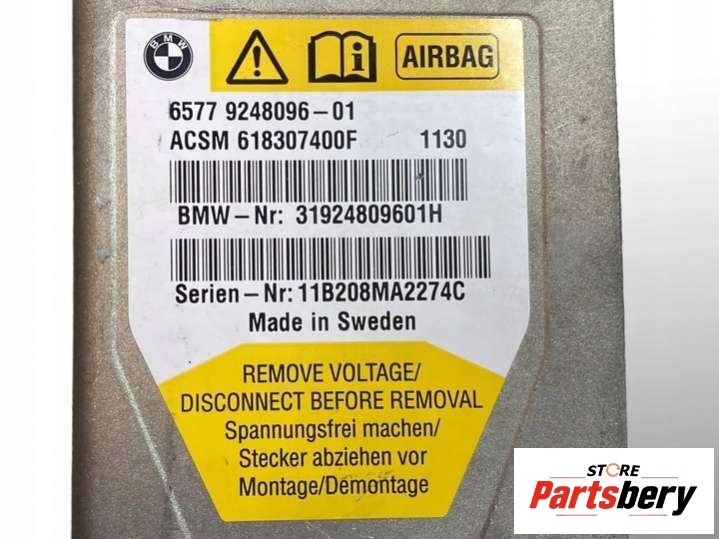 BMW
AIRBAG
6577 9248096-01
ACSM 618307400F 1130
BMW-Nr: 31924809601H
Serien-Nr: 11B208MA2274C
Made in Sweden
REMOVE VOLTAGE/
DISCONNECT BEFORE REMOVAL
Spannungsfrei machen/
Stecker abziehen vor
Montage/Demontage
STORE
Partsbery